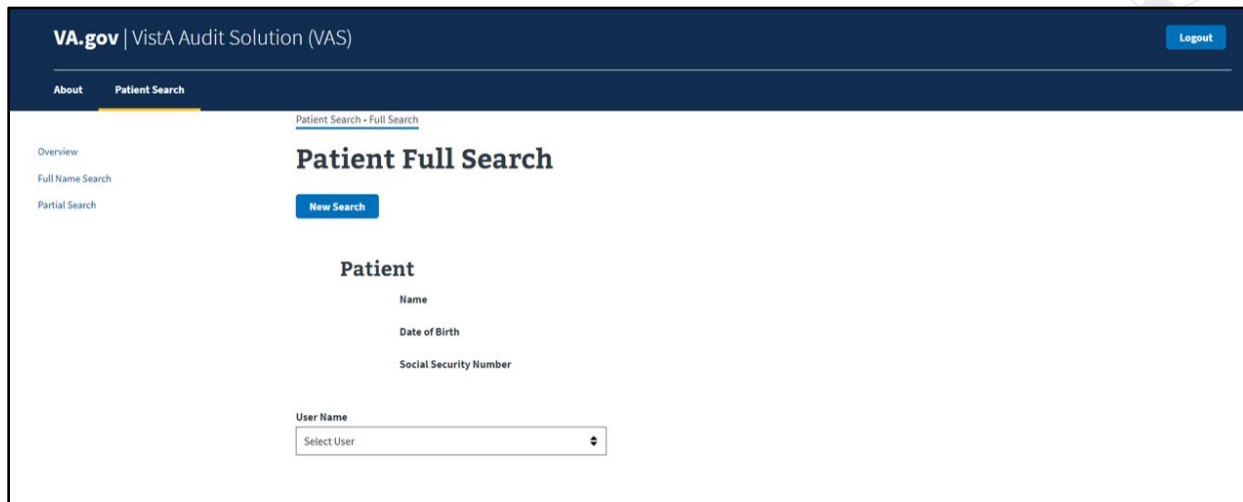 VA.gov | VistA Audit Solution (VAS)
Logout
About Patient Search
Patient Search - Full Search
Overview
Full Name Search
Partial Search
Patient Full Search
New Search
Patient
Name
Date of Birth
Social Security Number
User Name
Select User